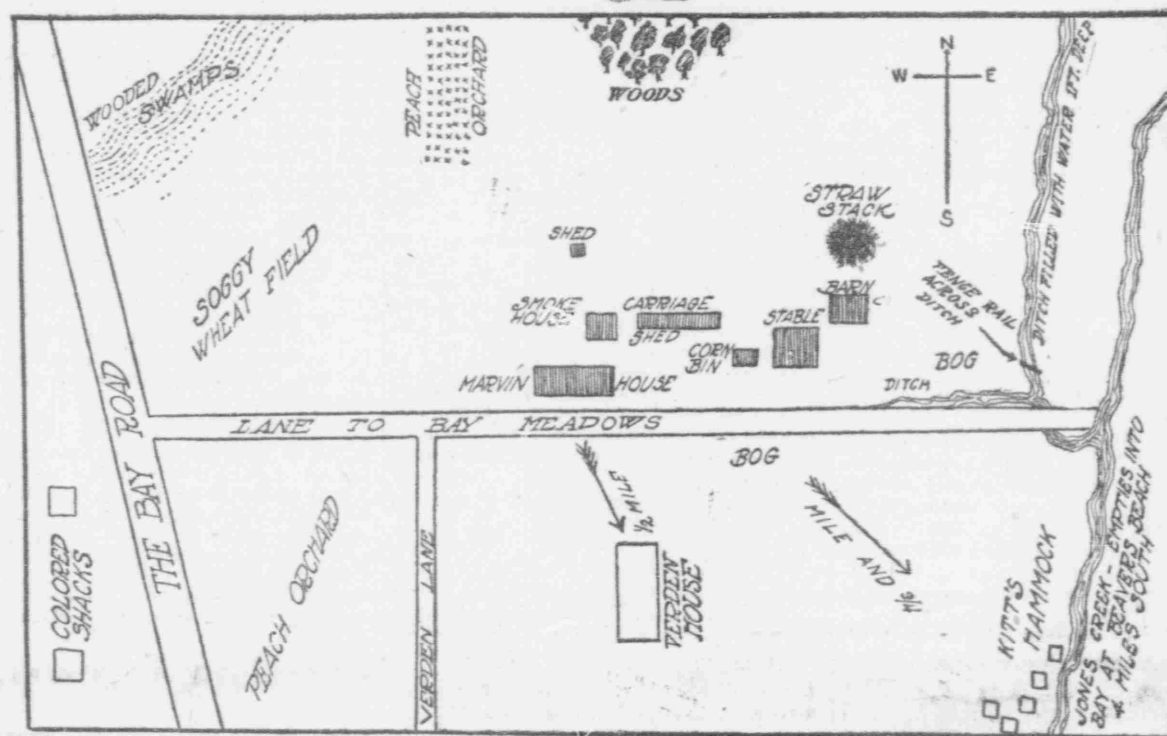 WOODED
SWAMPS
PEACH
ORCHARD
WOODS
N
W E
S
STRAW
STACK
SHED
SOGGY
WHEAT FIELD
SMOKE
HOUSE
CARRIAGE
SHED
BARN
STABLE
CORN
BIN
MARVIN HOUSE
FENCE RAIL
ACROSS
DITCH
DITCH FILLED WITH WATER 10 FT. DEEP
BOG
DITCH
THE BAY ROAD
LANE TO BAY MEADOWS
BOG
COLORED
SHACKS
PEACH ORCHARD
VERDEN LANE
1/2 MILE
VERDEN
HOUSE
MILE AND
KITT'S
HAMMOCK
JONES CREEK - EMPTIES INTO
BAY AT BEAVERS BEACH
4 MILES SOUTH